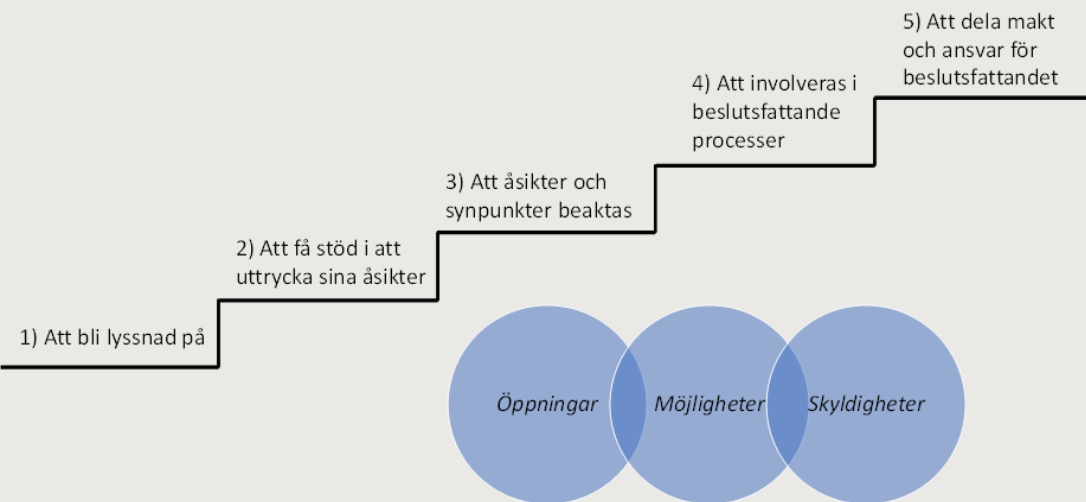 1) Att bli lyssnad på
2) Att få stöd i att
uttrycka sina åsikter
3) Att åsikter och
synpunkter beaktas
4) Att involveras i
beslutsfattande
processer
5) Att dela makt
och ansvar för
beslutsfattandet
Öppningar
Möjligheter
Skyldigheter